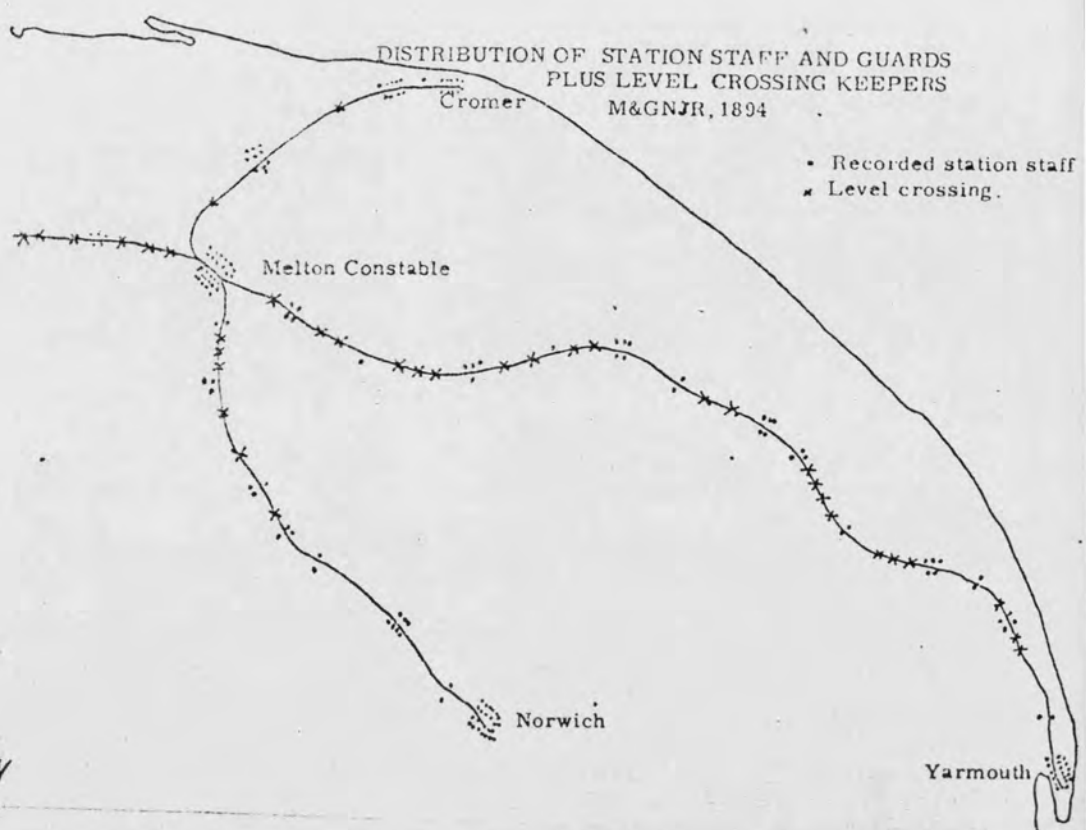 DISTRIBUTION OF STATION STAFF AND GUARDS
PLUS LEVEL CROSSING KEEPERS
M&GNJR, 1894
Cromer
• Recorded station staff
× Level crossing.
Melton Constable
Norwich
Yarmouth